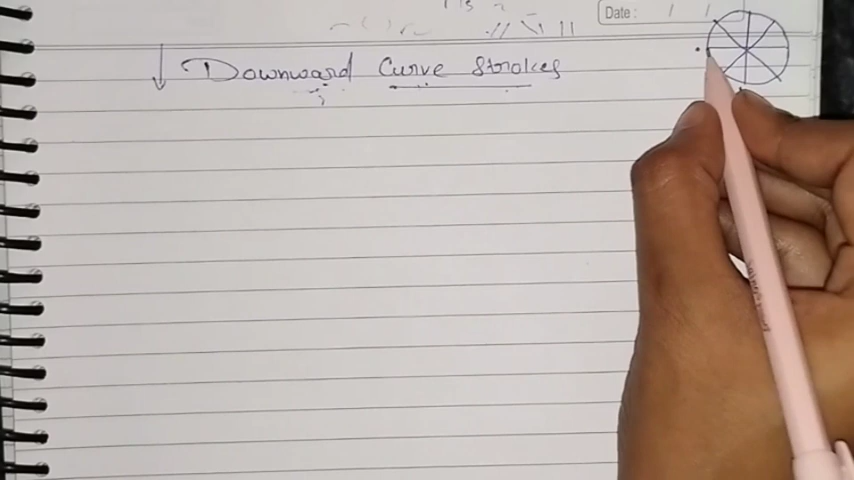 Date : / /
↓ Downward Curve Strokes